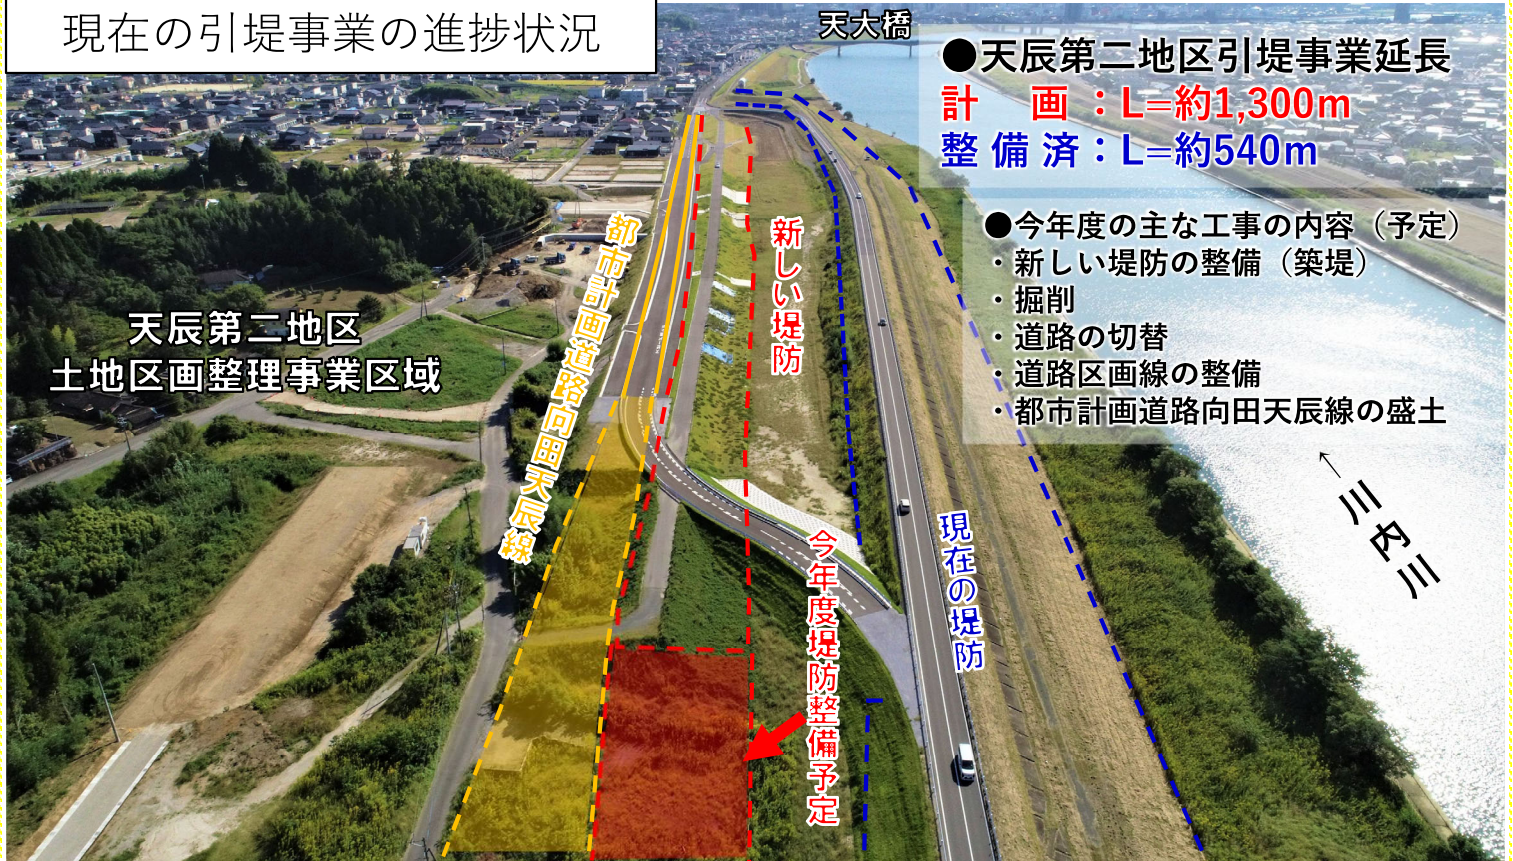 現在の引堤事業の進捗状況
天大橋
●天辰第二地区引堤事業延長
計　画：L=約1,300m
整備済：L=約540m
●今年度の主な工事の内容（予定）
・新しい堤防の整備（築堤）
・掘削
・道路の切替
・道路区画線の整備
・都市計画道路向田天辰線の盛土
都市計画道路向田天辰線
新しい堤防
天辰第二地区
土地区画整理事業区域
←川内川
現在の堤防
今年度堤防整備予定